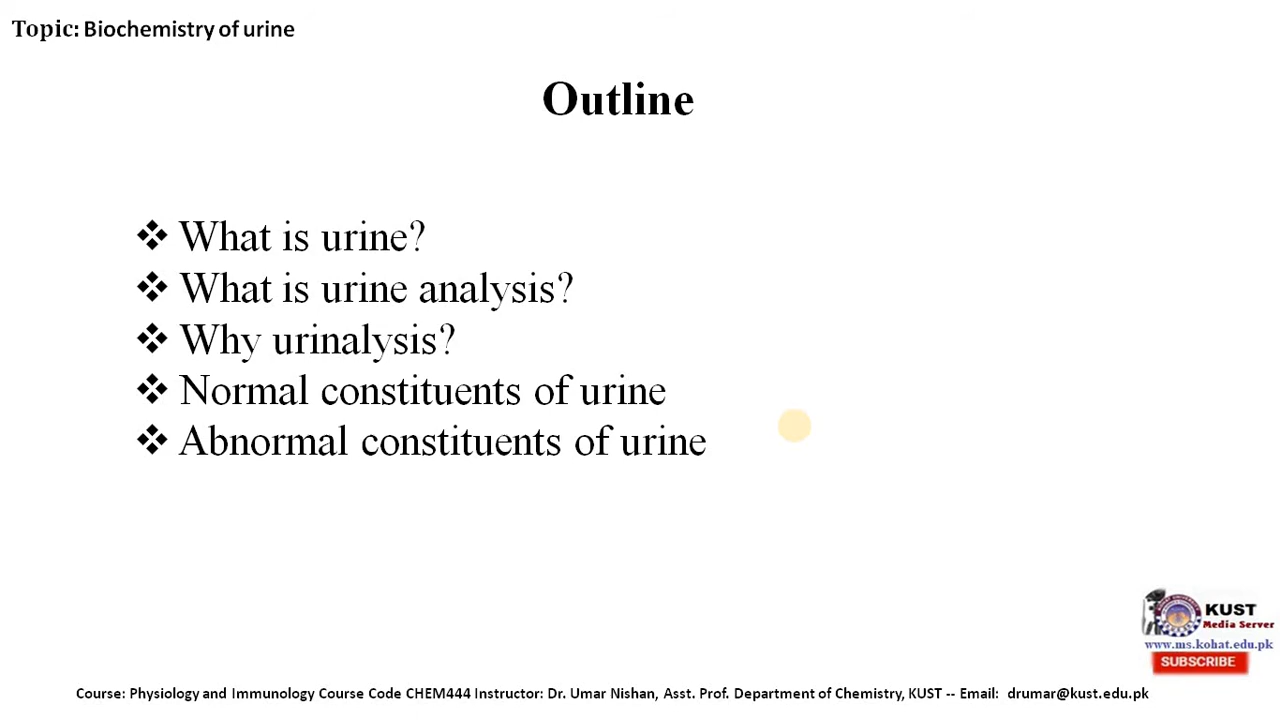 Topic: Biochemistry of urine
Outline
❖ What is urine?
❖ What is urine analysis?
❖ Why urinalysis?
❖ Normal constituents of urine
❖ Abnormal constituents of urine
KUST
Media Server
www.ms.kohat.edu.pk
SUBSCRIBE
Course: Physiology and Immunology Course Code CHEM444 Instructor: Dr. Umar Nishan, Asst. Prof. Department of Chemistry, KUST -- Email: drumar@kust.edu.pk